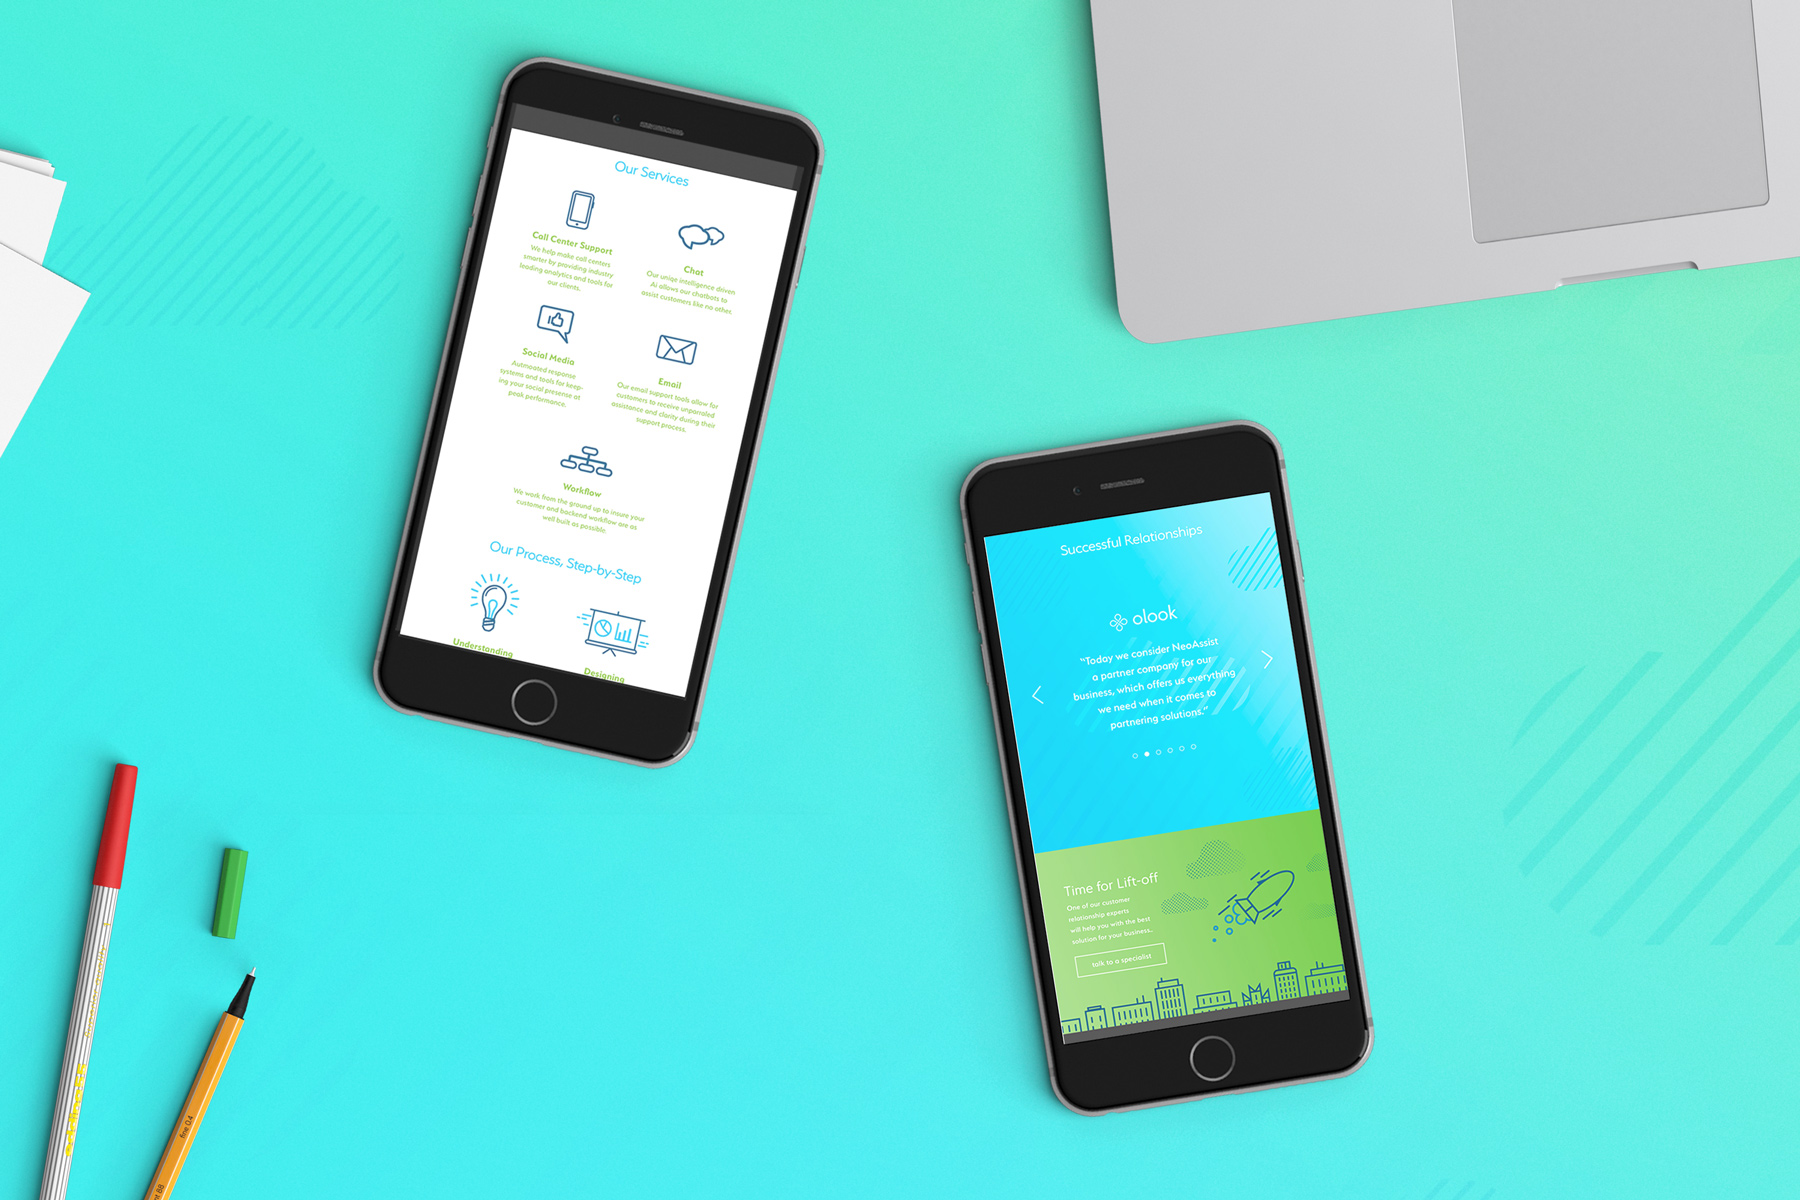 Our Services
Call Center Support
We help make call centers
smarter by providing industry
leading analytics and tools for
our clients.
Chat
Our uniqe intelligence driven
Ai allows our chatbots to
assist customers like no other.
Social Media
Autmoated response
systems and tools for keep-
ing your social presense at
peak performance.
Email
Our email support tools allow for
customers to receive unparraled
assistance and clarity during their
support process.
Workflow
We work from the ground up to insure your
customer and backend workflow are as
well built as possible.
Our Process, Step-by-Step
Understanding
Designing
Successful Relationships
olook
"Today we consider NeoAssist
a partner company for our
business, which offers us everything
we need when it comes to
partnering solutions."
Time for Lift-off
One of our customer
relationship experts
will help you with the best
solution for your business..
talk to a specialist
fine 0.4